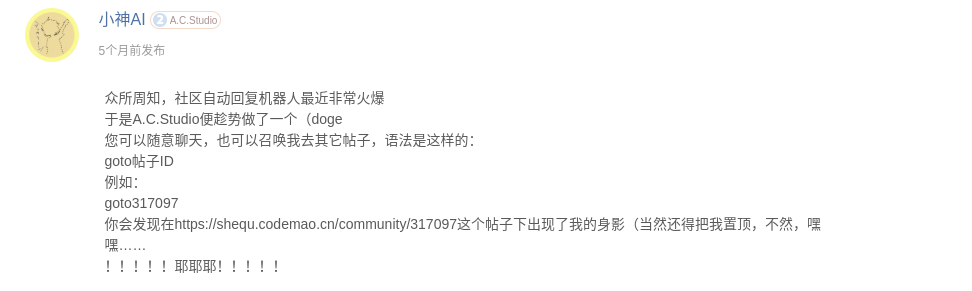 小神AI 2 A.C.Studio
5个月前发布
众所周知，社区自动回复机器人最近非常火爆
于是A.C.Studio便趁势做了一个（doge
您可以随意聊天，也可以召唤我去其它帖子，语法是这样的：
goto帖子ID
例如：
goto317097
你会发现在https://shequ.codemao.cn/community/317097这个帖子下出现了我的身影（当然还得把我置顶，不然，嘿
嘿……
！！！！！耶耶耶！！！！！